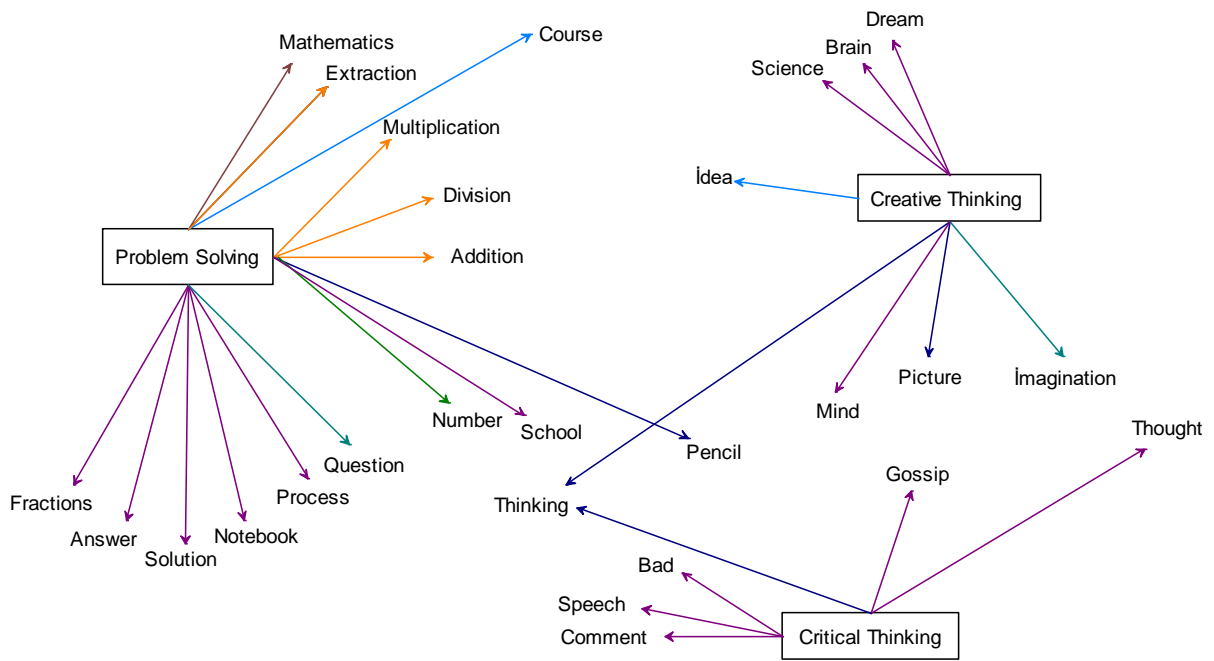 Dream
Course
Mathematics
Brain
Science
Extraction
Multiplication
İdea
Division
Creative Thinking
Problem Solving
Addition
Picture
İmagination
Mind
Number
School
Thought
Pencil
Question
Gossip
Process
Fractions
Thinking
Notebook
Answer
Solution
Bad
Speech
Comment
Critical Thinking